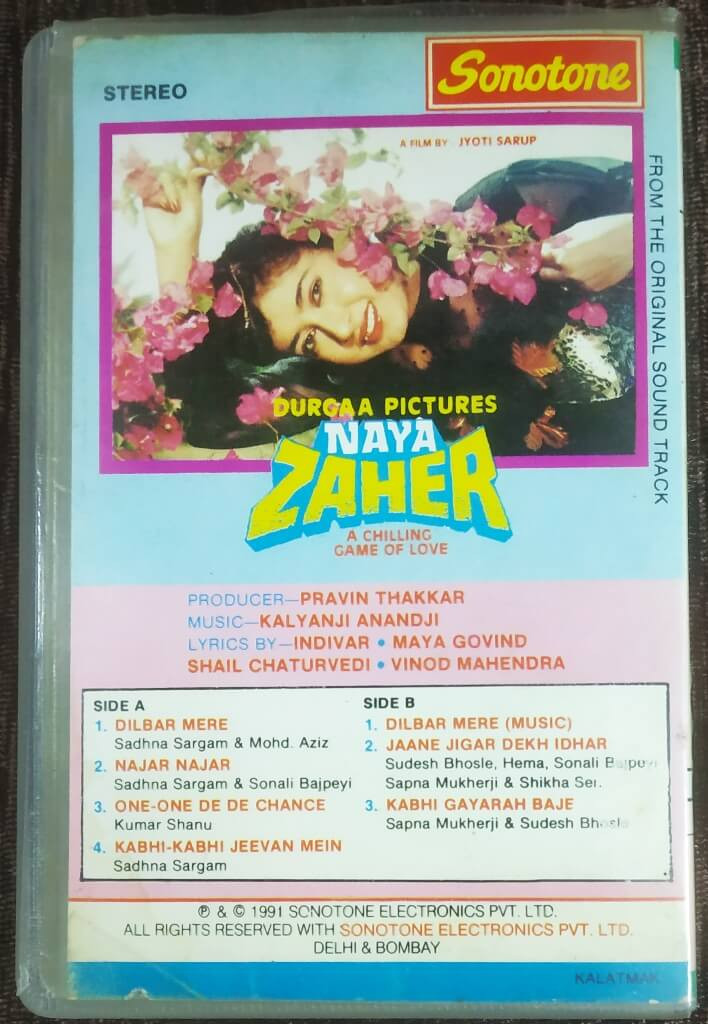 Sonotone
STEREO
A FILM BY JYOTI SARUP
FROM THE ORIGINAL SOUND TRACK
DURGAA PICTURES
NAYA
ZAHER
A CHILLING
GAME OF LOVE
PRODUCER—PRAVIN THAKKAR
MUSIC—KALYANJI ANANDJI
LYRICS BY—INDIVAR • MAYA GOVIND
SHAIL CHATURVEDI • VINOD MAHENDRA
SIDE A
1. DILBAR MERE
Sadhna Sargam & Mohd. Aziz
2. NAJAR NAJAR
Sadhna Sargam & Sonali Bajpeyi
3. ONE-ONE DE DE CHANCE
Kumar Shanu
4. KABHI-KABHI JEEVAN MEIN
Sadhna Sargam
SIDE B
1. DILBAR MERE (MUSIC)
2. JAANE JIGAR DEKH IDHAR
Sudesh Bhosle, Hema, Sonali Bajpeyi
Sapna Mukherji & Shikha Sen.
3. KABHI GAYARAH BAJE
Sapna Mukherji & Sudesh Bhosle
℗ & © 1991 SONOTONE ELECTRONICS PVT. LTD.
ALL RIGHTS RESERVED WITH SONOTONE ELECTRONICS PVT. LTD.
DELHI & BOMBAY
KALATMAK